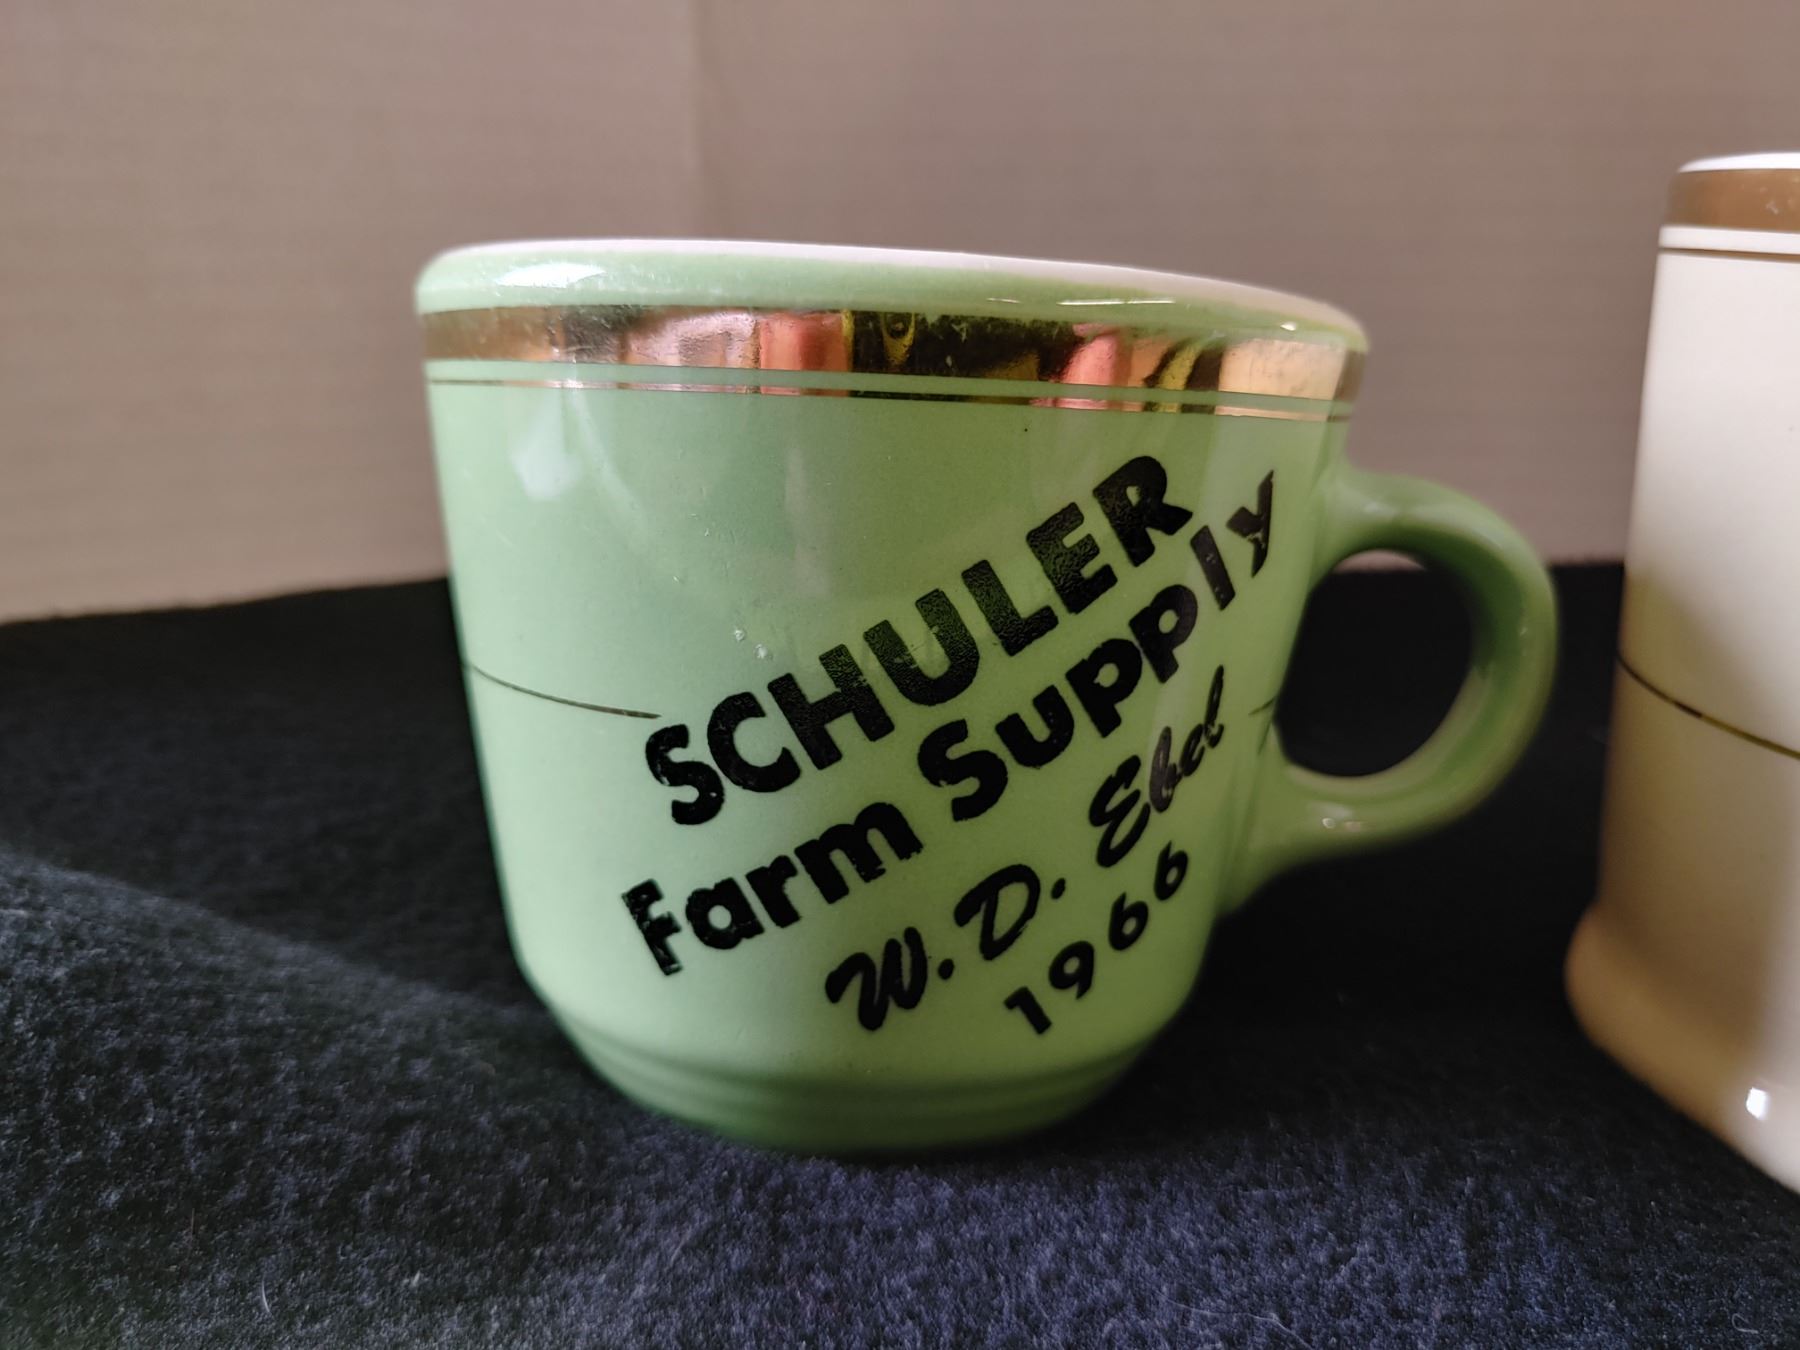 SCHULER
Farm Supply
W. D. Ebel
1966